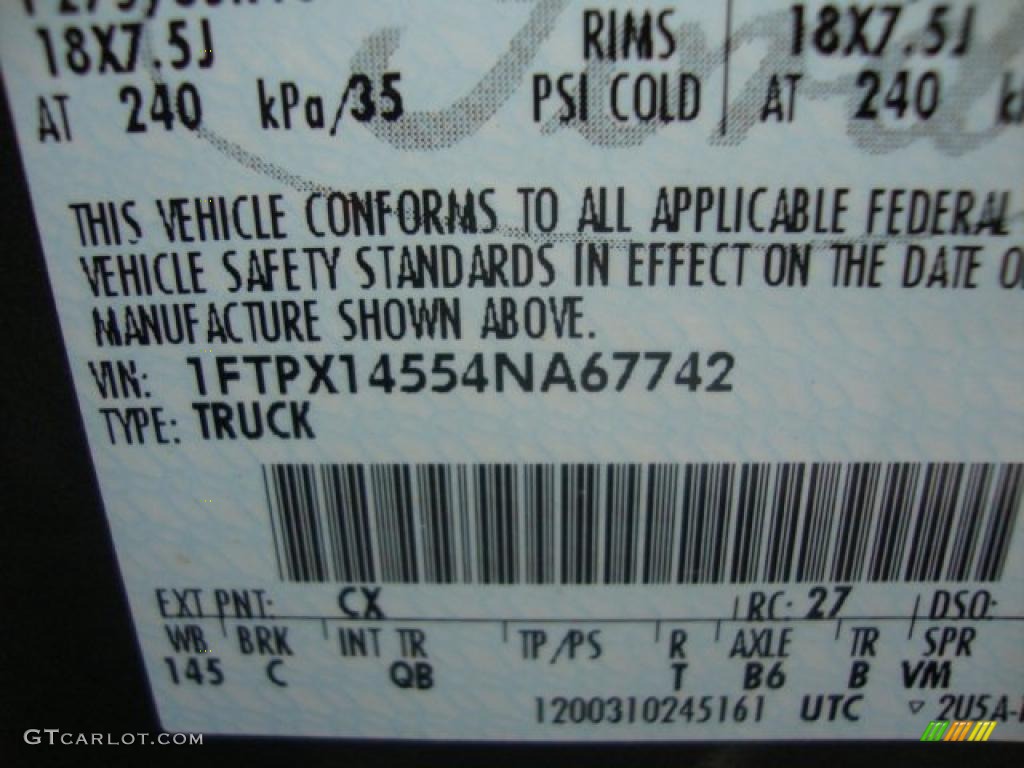 18X7.5J RIMS 18X7.5J
AT 240 kPa/35 PSI COLD AT 240
THIS VEHICLE CONFORMS TO ALL APPLICABLE FEDERAL
VEHICLE SAFETY STANDARDS IN EFFECT ON THE DATE
MANUFACTURE SHOWN ABOVE.
VIN: 1FTPX14554NA67742
TYPE: TRUCK
EXT PNT: CX RC: 27 DSO:
WB BRK INT TR TP/PS R AXLE TR SPR
145 C QB T B6 B VM
1200310245161 UTC ▽ 2U5A-
GTCARLOT.COM